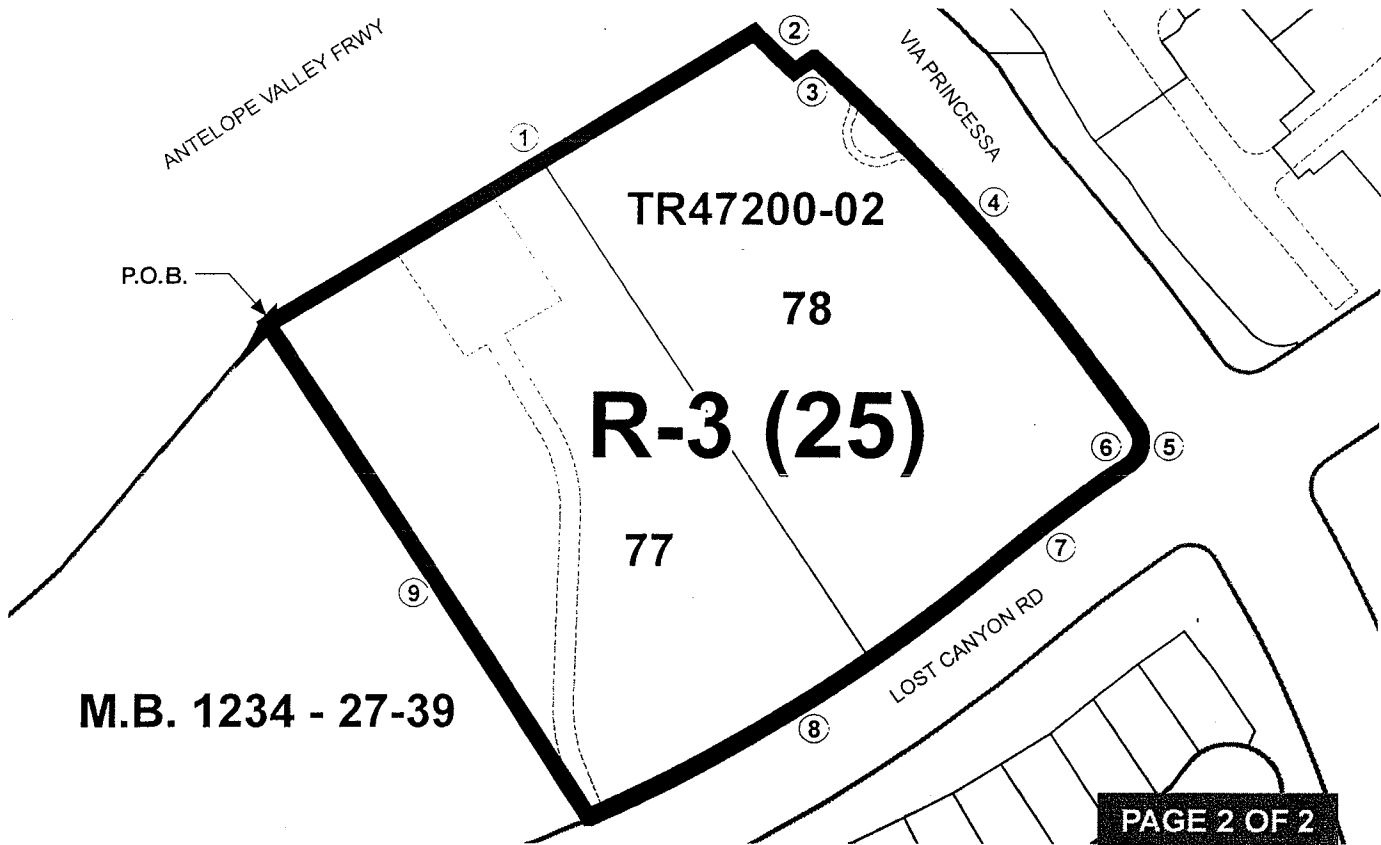 ANTELOPE VALLEY FRWY
2
VIA PRINCESSA
3
1
4
TR47200-02
P.O.B.
78
R-3 (25)
6
5
77
7
9
LOST CANYON RD
M.B. 1234 - 27-39
8
PAGE 2 OF 2